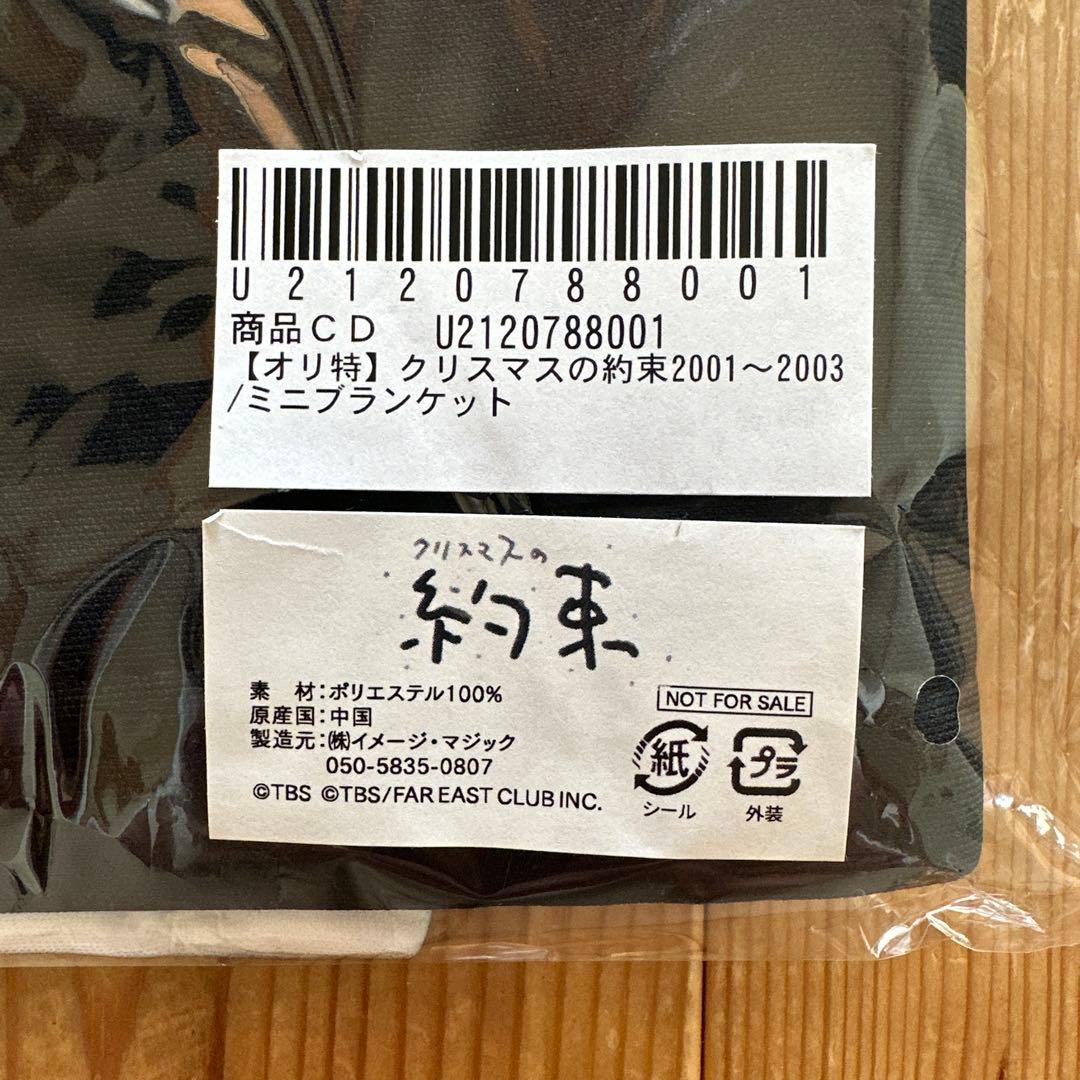 U2120788001
商品CD　U2120788001
【オリ特】クリスマスの約束2001〜2003
/ミニブランケット
クリスマスの
約束
素　材:ポリエステル100%
原産国:中国
製造元:㈱イメージ・マジック
050-5835-0807
©TBS ©TBS/FAR EAST CLUB INC.
NOT FOR SALE
紙
シール
プラ
外装